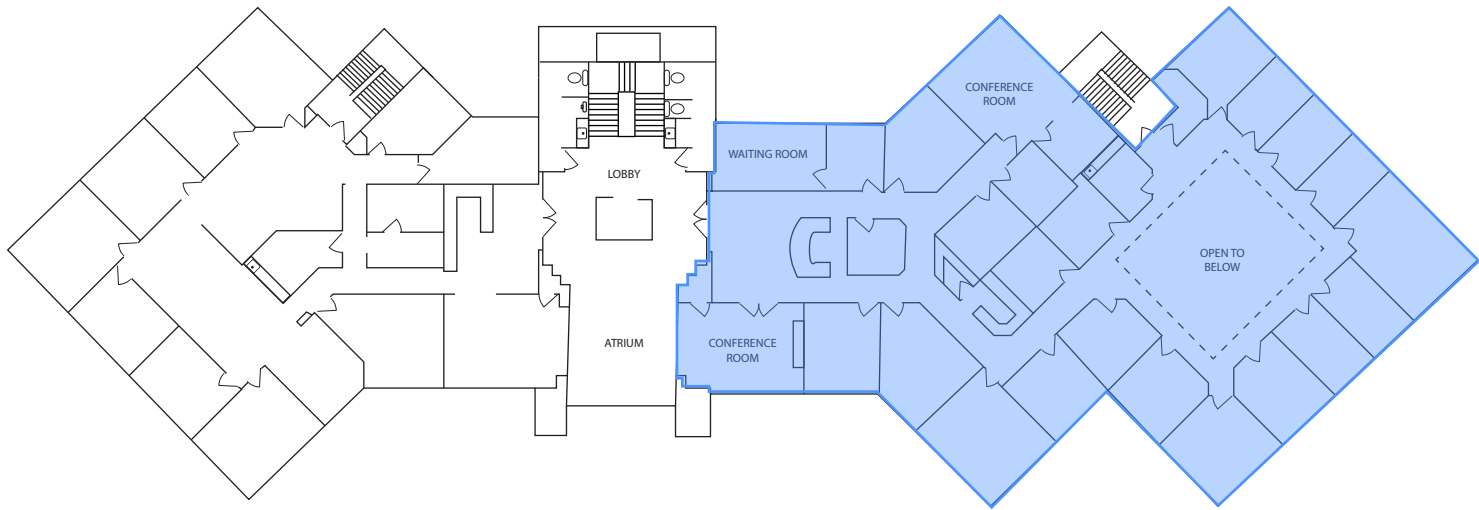 CONFERENCE
ROOM
WAITING ROOM
LOBBY
OPEN TO
BELOW
ATRIUM
CONFERENCE
ROOM